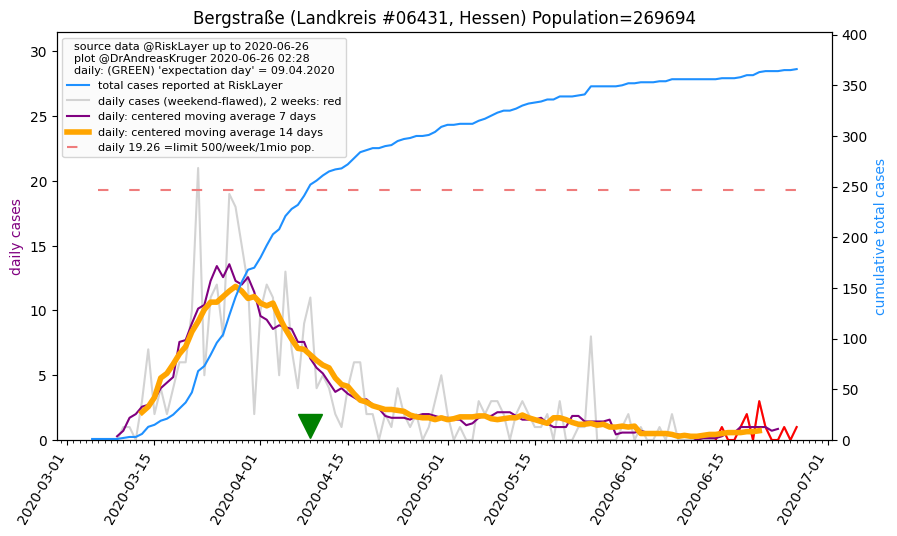 Bergstraße (Landkreis #06431, Hessen) Population=269694
source data @RiskLayer up to 2020-06-26
plot @DrAndreasKruger 2020-06-26 02:28
daily: (GREEN) 'expectation day' = 09.04.2020
total cases reported at RiskLayer
daily cases (weekend-flawed), 2 weeks: red
daily: centered moving average 7 days
daily: centered moving average 14 days
daily 19.26 =limit 500/week/1mio pop.
daily cases
30
25
20
15
10
5
0
cumulative total cases
400
350
300
250
200
150
100
50
0
2020-03-01
2020-03-15
2020-04-01
2020-04-15
2020-05-01
2020-05-15
2020-06-01
2020-06-15
2020-07-01